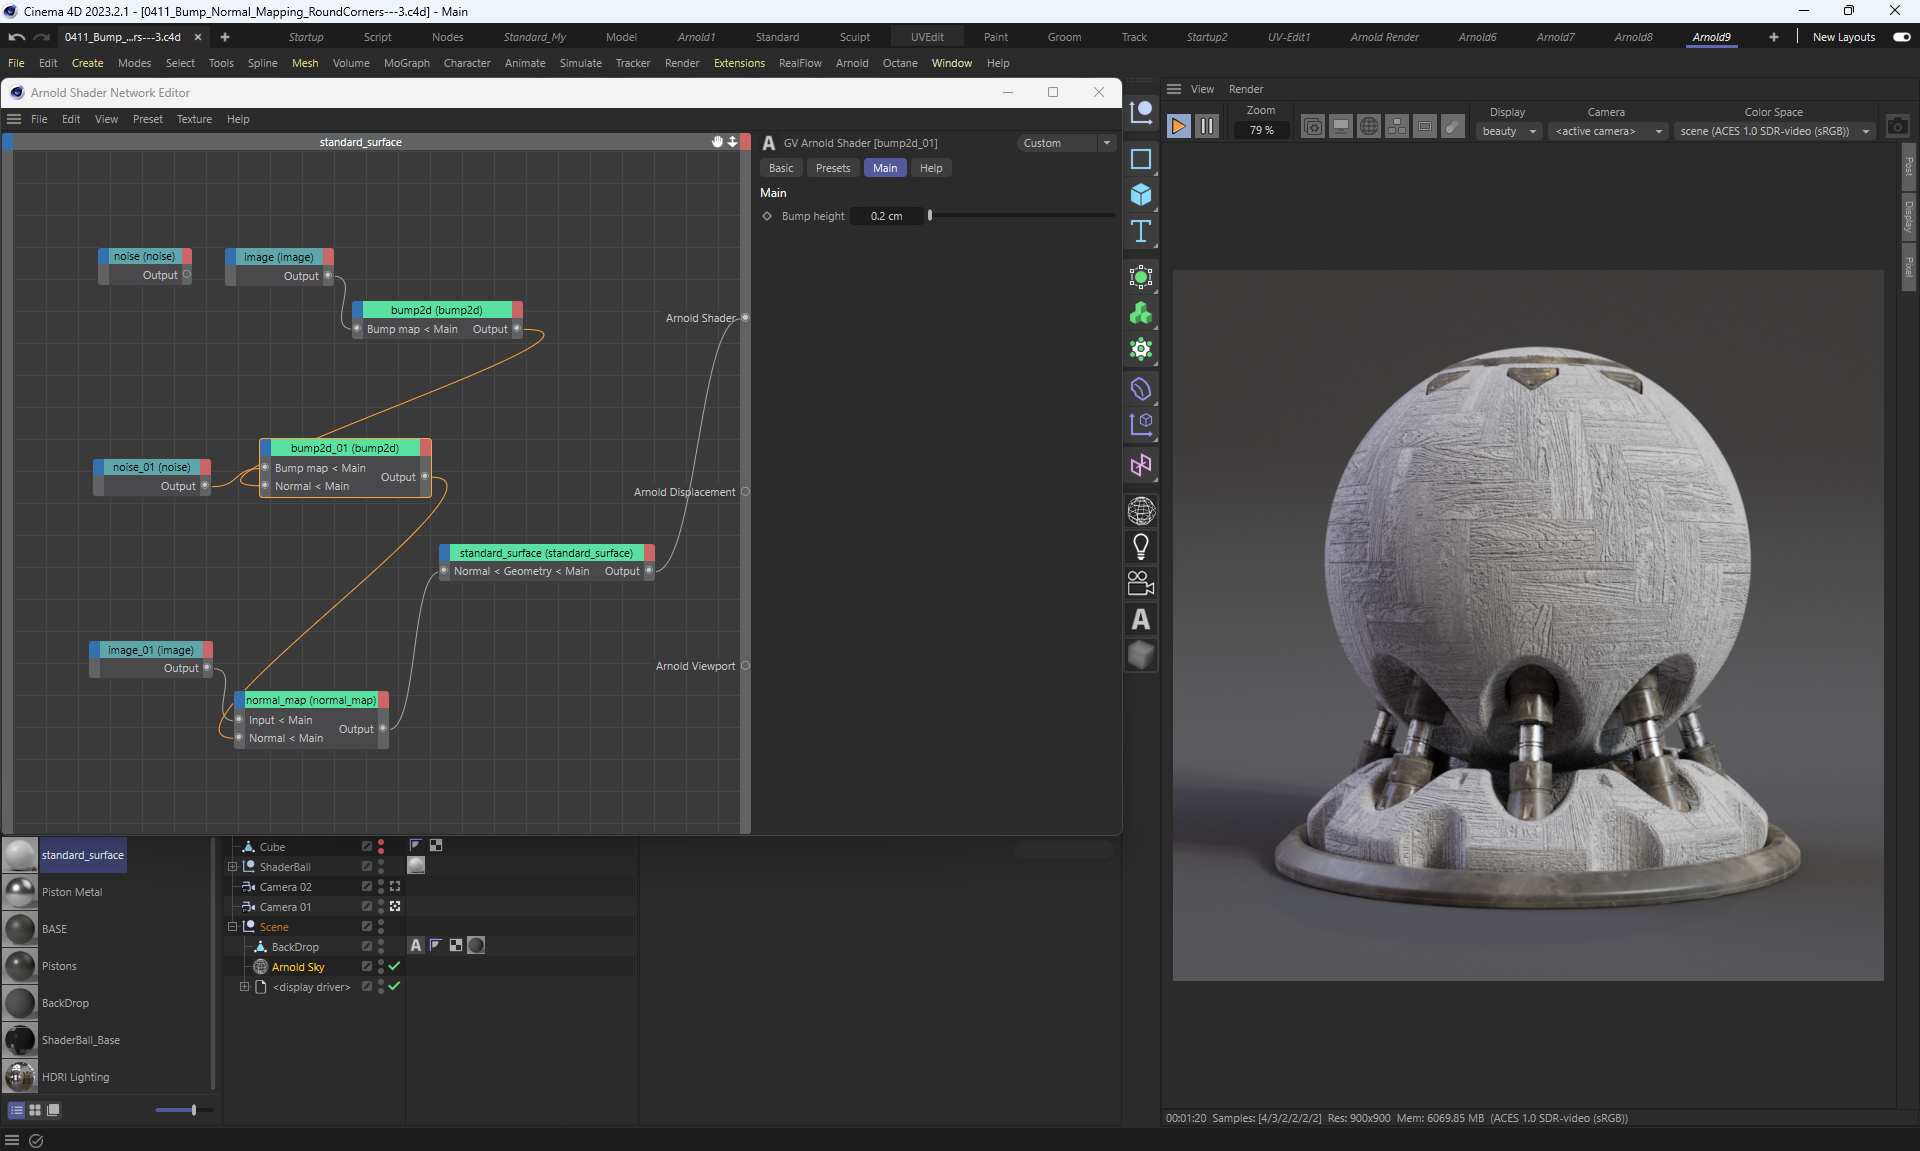 Cinema 4D 2023.2.1 - [0411_Bump_Normal_Mapping_RoundCorners---3.c4d] - Main
0411_Bump_...rs---3.c4d
Startup
Script
Nodes
Standard_My
Model
Arnold1
Standard
Sculpt
UVEdit
Paint
Groom
Track
Startup2
UV-Edit1
Arnold Render
Arnold6
Arnold7
Arnold8
Arnold9
New Layouts
File Edit Create Modes Select Tools Spline Mesh Volume MoGraph Character Animate Simulate Tracker Render Extensions RealFlow Arnold Octane Window Help
Arnold Shader Network Editor
File Edit View Preset Texture Help
standard_surface
noise (noise)
Output
image (image)
Output
bump2d (bump2d)
Bump map < Main Output
Arnold Shader
bump2d_01 (bump2d)
Bump map < Main
Normal < Main
Output
noise_01 (noise)
Output
Arnold Displacement
standard_surface (standard_surface)
Normal < Geometry < Main Output
image_01 (image)
Output
Arnold Viewport
normal_map (normal_map)
Input < Main
Normal < Main
Output
A GV Arnold Shader [bump2d_01]
Custom
Basic Presets Main Help
Main
Bump height 0.2 cm
T
A
View Render
Zoom
79 %
Display
beauty
Camera
<active camera>
Color Space
scene (ACES 1.0 SDR-video (sRGB))
Post
Display
Pixel
standard_surface
Piston Metal
BASE
Pistons
BackDrop
ShaderBall_Base
HDRI Lighting
Cube
ShaderBall
Camera 02
Camera 01
Scene
BackDrop
A
Arnold Sky
<display driver>
00:01:20 Samples: [4/3/2/2/2/2] Res: 900x900 Mem: 6069.85 MB (ACES 1.0 SDR-video (sRGB))